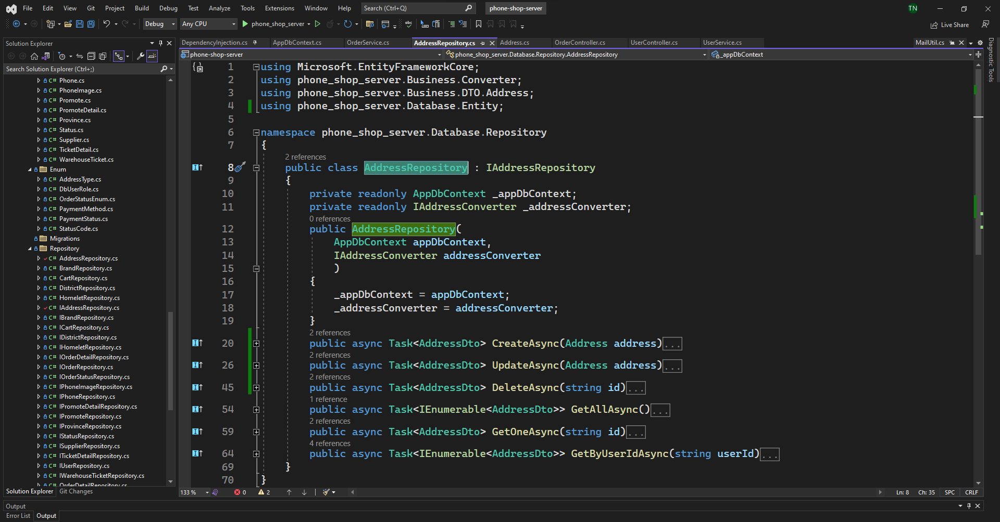 File Edit View Git Project Build Debug Test Analyze Tools Extensions Window Help Search (Ctrl+Q) phone-shop-server TN
Debug Any CPU phone_shop_server Live Share
Solution Explorer
Search Solution Explorer (Ctrl+;)
C# Phone.cs
C# PhoneImage.cs
C# Promote.cs
C# PromoteDetail.cs
C# Province.cs
C# Status.cs
C# Supplier.cs
C# TicketDetail.cs
C# WarehouseTicket.cs
Enum
C# AddressType.cs
C# DbUserRole.cs
C# OrderStatusEnum.cs
C# PaymentMethod.cs
C# PaymentStatus.cs
C# StatusCode.cs
Migrations
Repository
C# AddressRepository.cs
C# BrandRepository.cs
C# CartRepository.cs
C# DistrictRepository.cs
C# HomeletRepository.cs
C# IAddressRepository.cs
C# IBrandRepository.cs
C# ICartRepository.cs
C# IDistrictRepository.cs
C# IHomeletRepository.cs
C# IOrderDetailRepository.cs
C# IOrderRepository.cs
C# IOrderStatusRepository.cs
C# IPhoneImageRepository.cs
C# IPhoneRepository.cs
C# IPromoteDetailRepository.cs
C# IPromoteRepository.cs
C# IProvinceRepository.cs
C# IStatusRepository.cs
C# ISupplierRepository.cs
C# ITicketDetailRepository.cs
C# IUserRepository.cs
C# IWarehouseTicketRepository.cs
C# OrderDetailRepository.cs
Solution Explorer Git Changes
DependencyInjection.cs AppDbContext.cs OrderService.cs AddressRepository.cs Address.cs OrderController.cs UserController.cs UserService.cs MailUtil.cs
phone-shop-server phone_shop_server.Database.Repository.AddressRepository _appDbContext
1 using Microsoft.EntityFrameworkCore;
2 using phone_shop_server.Business.Converter;
3 using phone_shop_server.Business.DTO.Address;
4 using phone_shop_server.Database.Entity;
5
6 namespace phone_shop_server.Database.Repository
7 {
2 references
8 public class AddressRepository : IAddressRepository
9 {
10 private readonly AppDbContext _appDbContext;
11 private readonly IAddressConverter _addressConverter;
0 references
12 public AddressRepository(
13 AppDbContext appDbContext,
14 IAddressConverter addressConverter
15 )
16 {
17 _appDbContext = appDbContext;
18 _addressConverter = addressConverter;
19 }
2 references
20 public async Task<AddressDto> CreateAsync(Address address)...
2 references
26 public async Task<AddressDto> UpdateAsync(Address address)...
2 references
45 public async Task<AddressDto> DeleteAsync(string id)...
1 reference
54 public async Task<IEnumerable<AddressDto>> GetAllAsync()...
2 references
59 public async Task<AddressDto> GetOneAsync(string id)...
4 references
64 public async Task<IEnumerable<AddressDto>> GetByUserIdAsync(string userId)...
69 }
70 }
133 % 0 2 Ln: 8 Ch: 35 SPC CRLF
Diagnostic Tools
Output
Error List Output